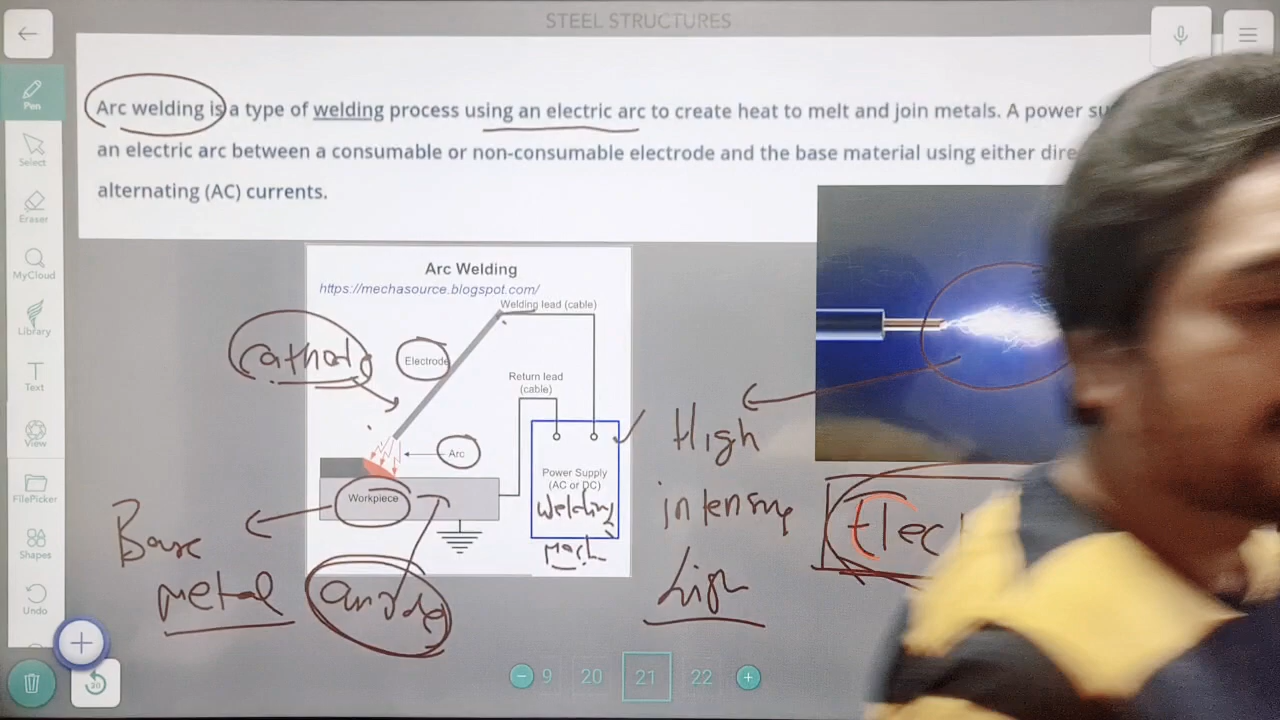 STEEL STRUCTURES
Arc welding is a type of welding process using an electric arc to create heat to melt and join metals. A power su
an electric arc between a consumable or non-consumable electrode and the base material using either dire
alternating (AC) currents.
Pen
Select
Eraser
MyCloud
Library
Text
View
FilePicker
Shapes
Undo
Arc Welding
https://mechasource.blogspot.com/
Welding lead (cable)
Cathode
Electrode
Return lead
(cable)
Arc
Power Supply
(AC or DC)
Welding
Mach
Workpiece
Base
metal
anode
High
intensive
light
Elec
20
9 20 21 22